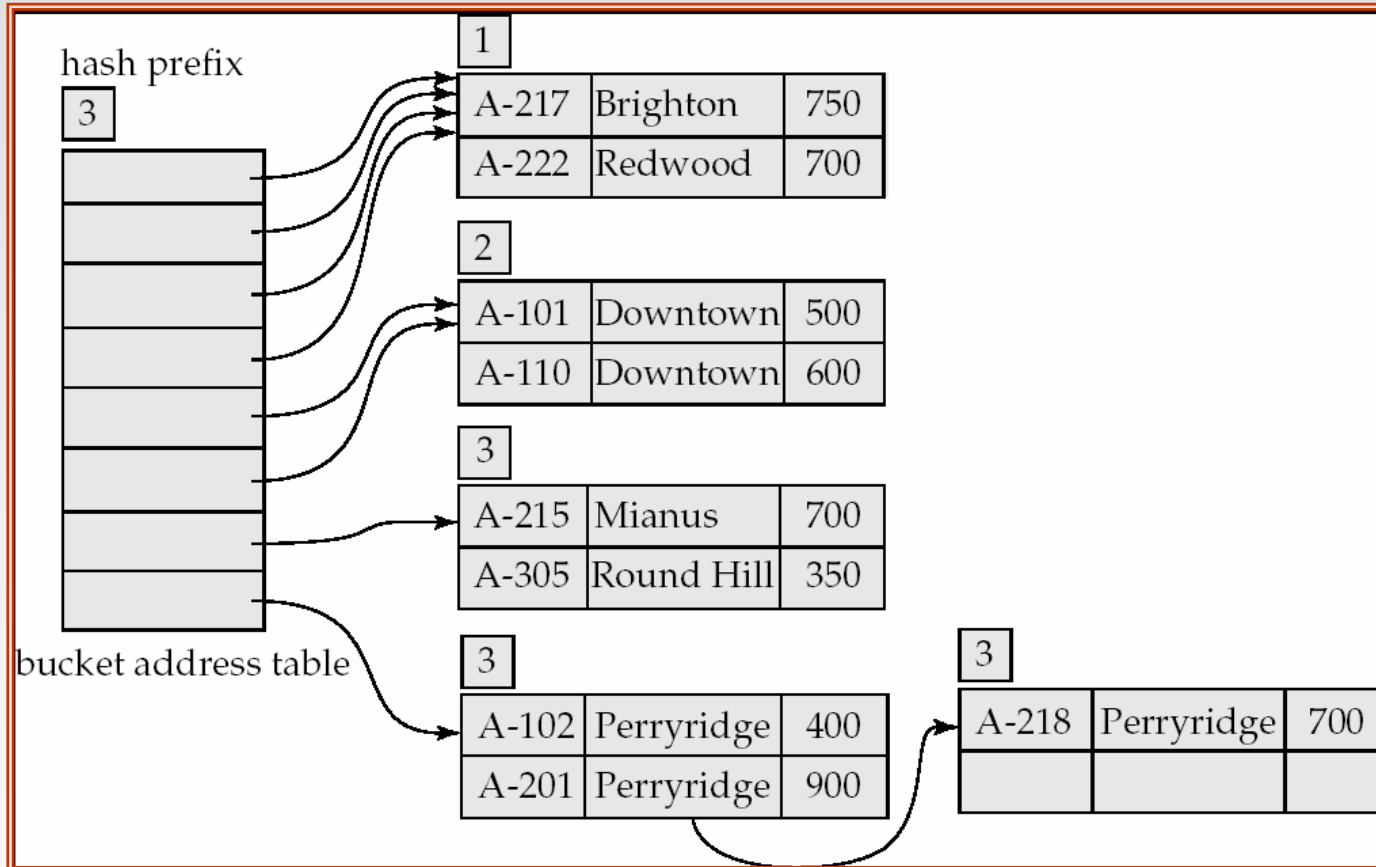 hash prefix
3
bucket address table
1
A-217 Brighton 750
A-222 Redwood 700
2
A-101 Downtown 500
A-110 Downtown 600
3
A-215 Mianus 700
A-305 Round Hill 350
3
A-102 Perryridge 400
A-201 Perryridge 900
3
A-218 Perryridge 700